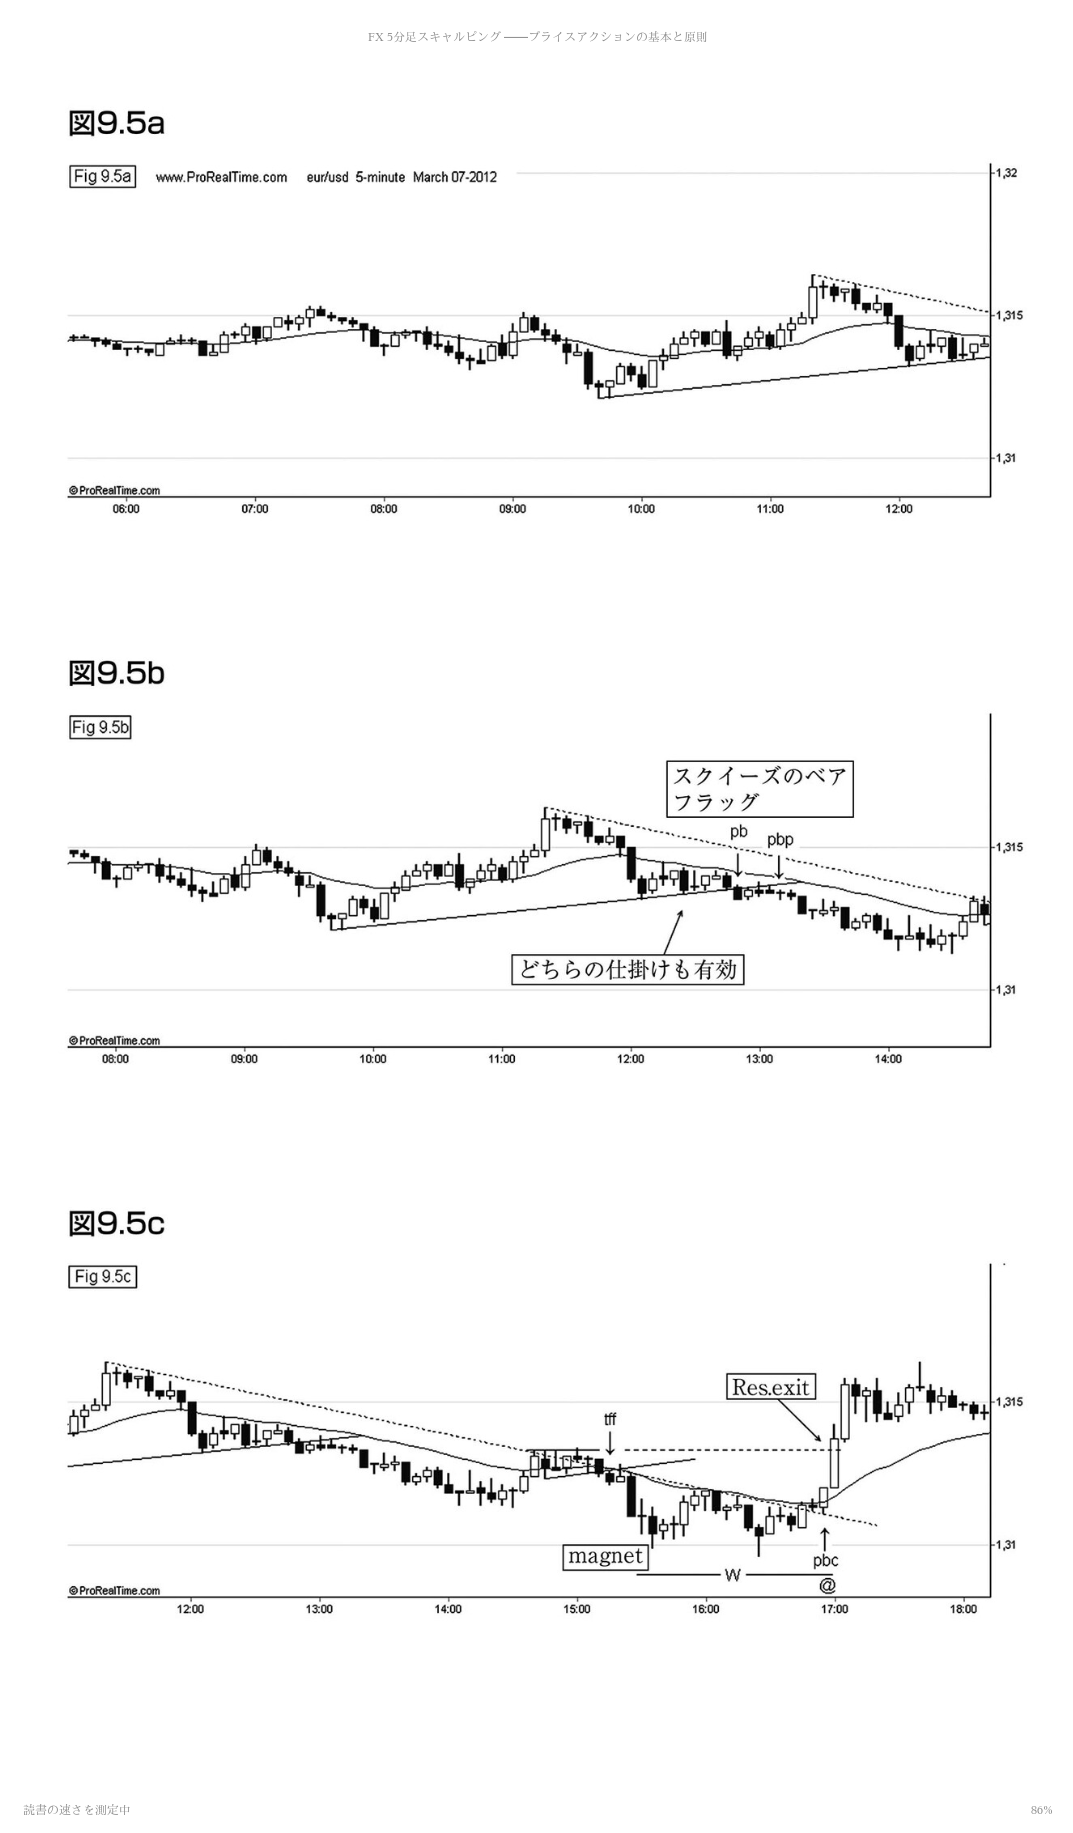 FX 5分足スキャルピング ――プライスアクションの基本と原則
図9.5a
Fig 9.5a www.ProRealTime.com eur/usd 5-minute March 07-2012
1,32
1,315
1,31
©ProRealTime.com
06:00 07:00 08:00 09:00 10:00 11:00 12:00
図9.5b
Fig 9.5b
スクイーズのベア
フラッグ
pb
pbp
1,315
どちらの仕掛けも有効
1,31
©ProRealTime.com
08:00 09:00 10:00 11:00 12:00 13:00 14:00
図9.5c
Fig 9.5c
Res.exit
1,315
tff
1,31
magnet
pbc
W
@
©ProRealTime.com
12:00 13:00 14:00 15:00 16:00 17:00 18:00
読書の速さを測定中
86%